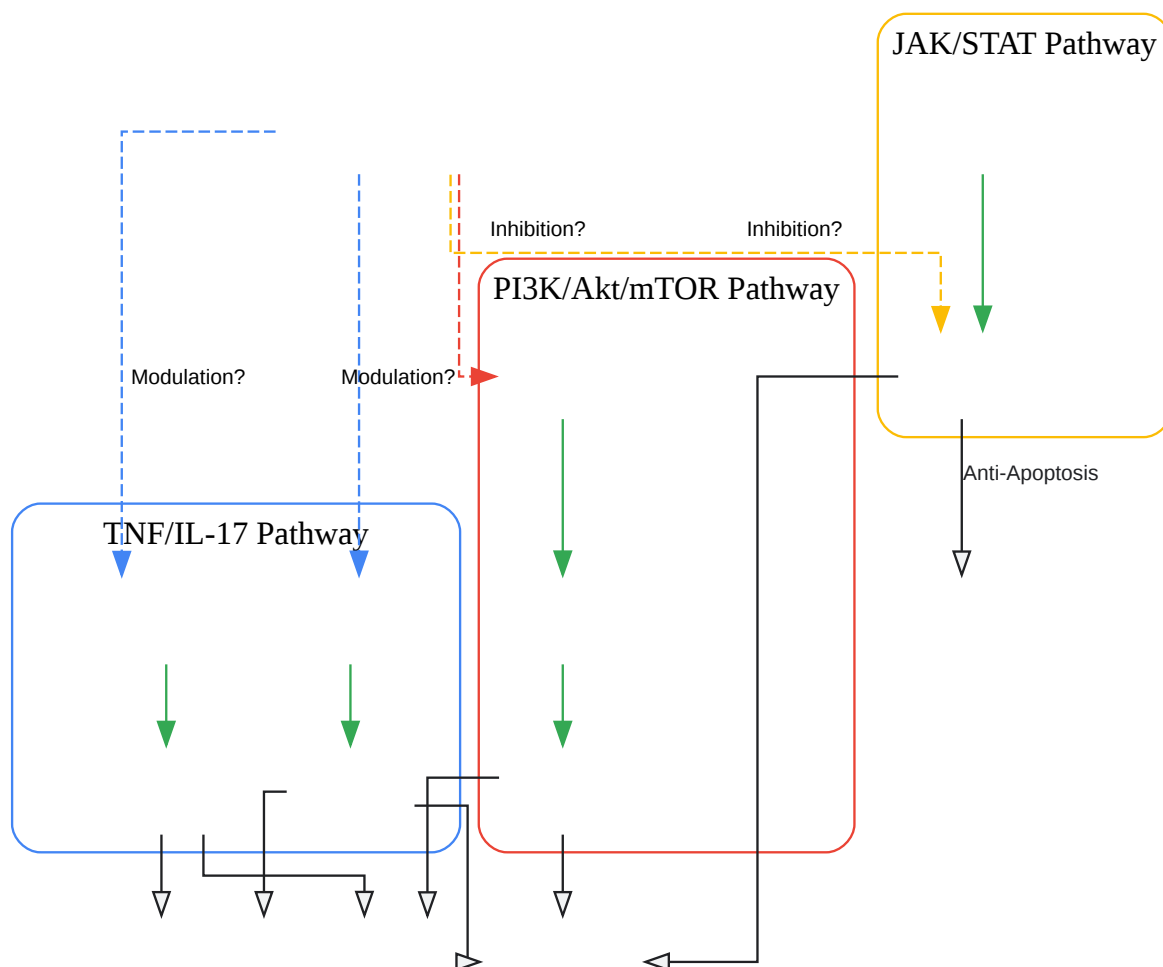 JAK/STAT Pathway
Inhibition?
Inhibition?
PI3K/Akt/mTOR Pathway
Modulation?
Modulation?
Anti-Apoptosis
TNF/IL-17 Pathway